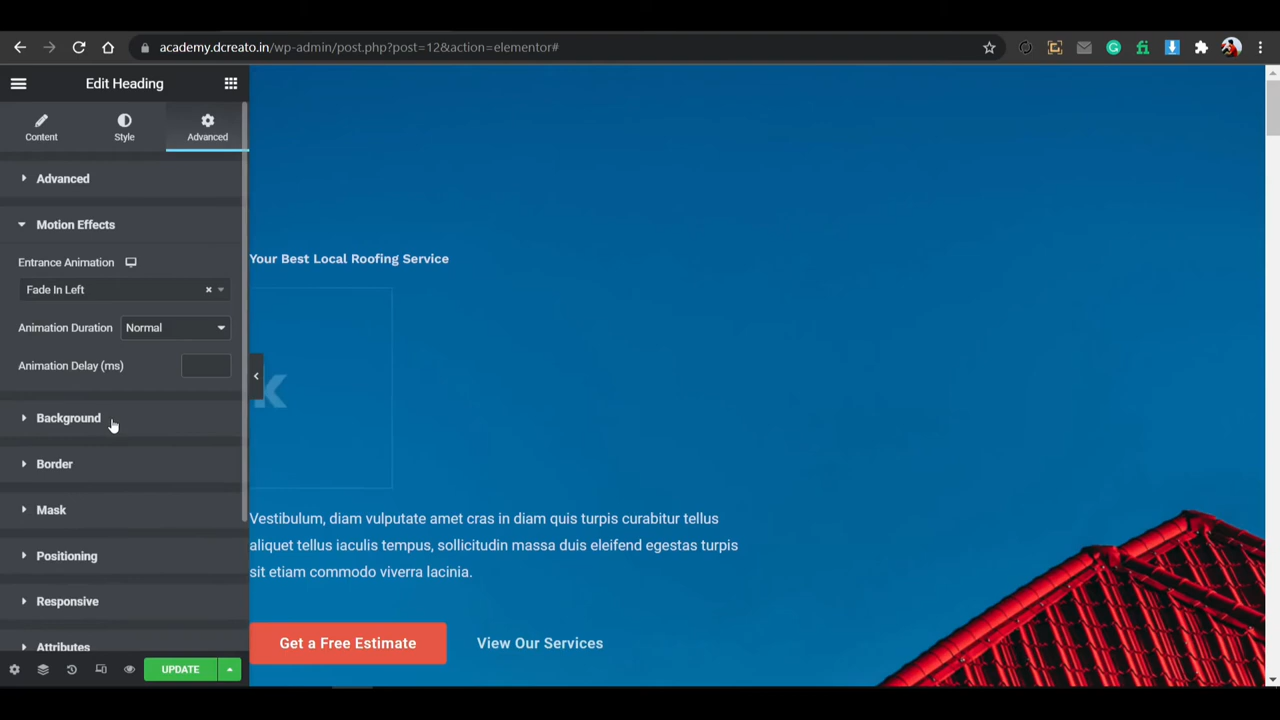 academy.dcreato.in/wp-admin/post.php?post=12&action=elementor#
Edit Heading
Content
Style
Advanced
Advanced
Motion Effects
Entrance Animation
Fade In Left
Animation Duration
Normal
Animation Delay (ms)
Background
Border
Mask
Positioning
Responsive
Attributes
UPDATE
Your Best Local Roofing Service
k
Vestibulum, diam vulputate amet cras in diam quis turpis curabitur tellus
aliquet tellus iaculis tempus, sollicitudin massa duis eleifend egestas turpis
sit etiam commodo viverra lacinia.
Get a Free Estimate
View Our Services